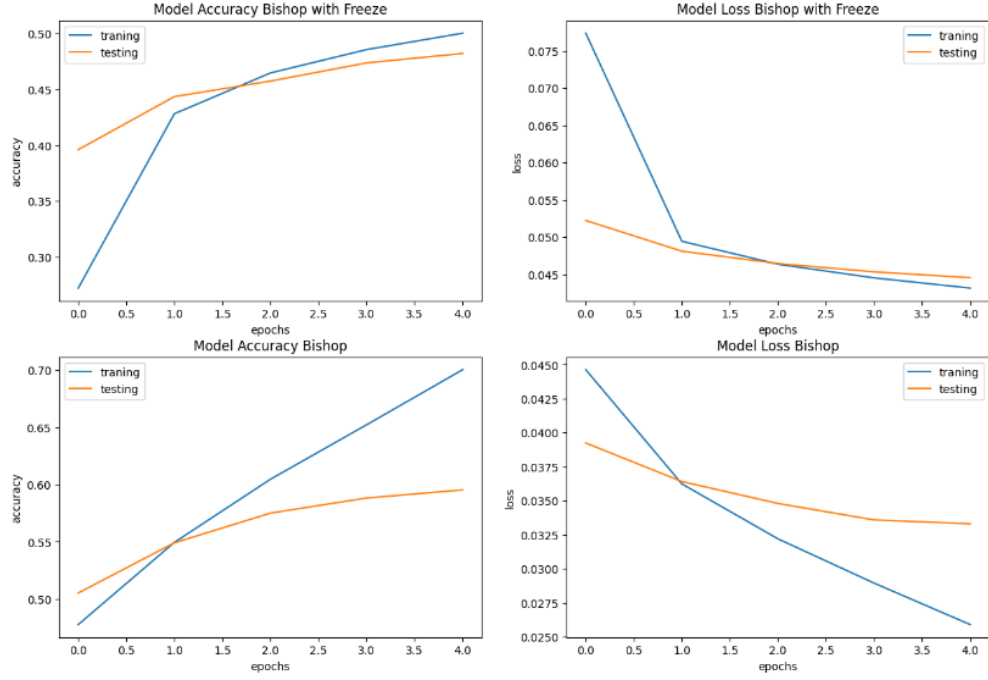 Model Accuracy Bishop with Freeze
0.50
0.45
0.40
0.35
0.30
accuracy
traning
testing
0.0 0.5 1.0 1.5 2.0 2.5 3.0 3.5 4.0
epochs
Model Loss Bishop with Freeze
0.075
0.070
0.065
0.060
0.055
0.050
0.045
loss
traning
testing
0.0 0.5 1.0 1.5 2.0 2.5 3.0 3.5 4.0
epochs
Model Accuracy Bishop
0.70
0.65
0.60
0.55
0.50
accuracy
traning
testing
0.0 0.5 1.0 1.5 2.0 2.5 3.0 3.5 4.0
epochs
Model Loss Bishop
0.0450
0.0425
0.0400
0.0375
0.0350
0.0325
0.0300
0.0275
0.0250
loss
traning
testing
0.0 0.5 1.0 1.5 2.0 2.5 3.0 3.5 4.0
epochs